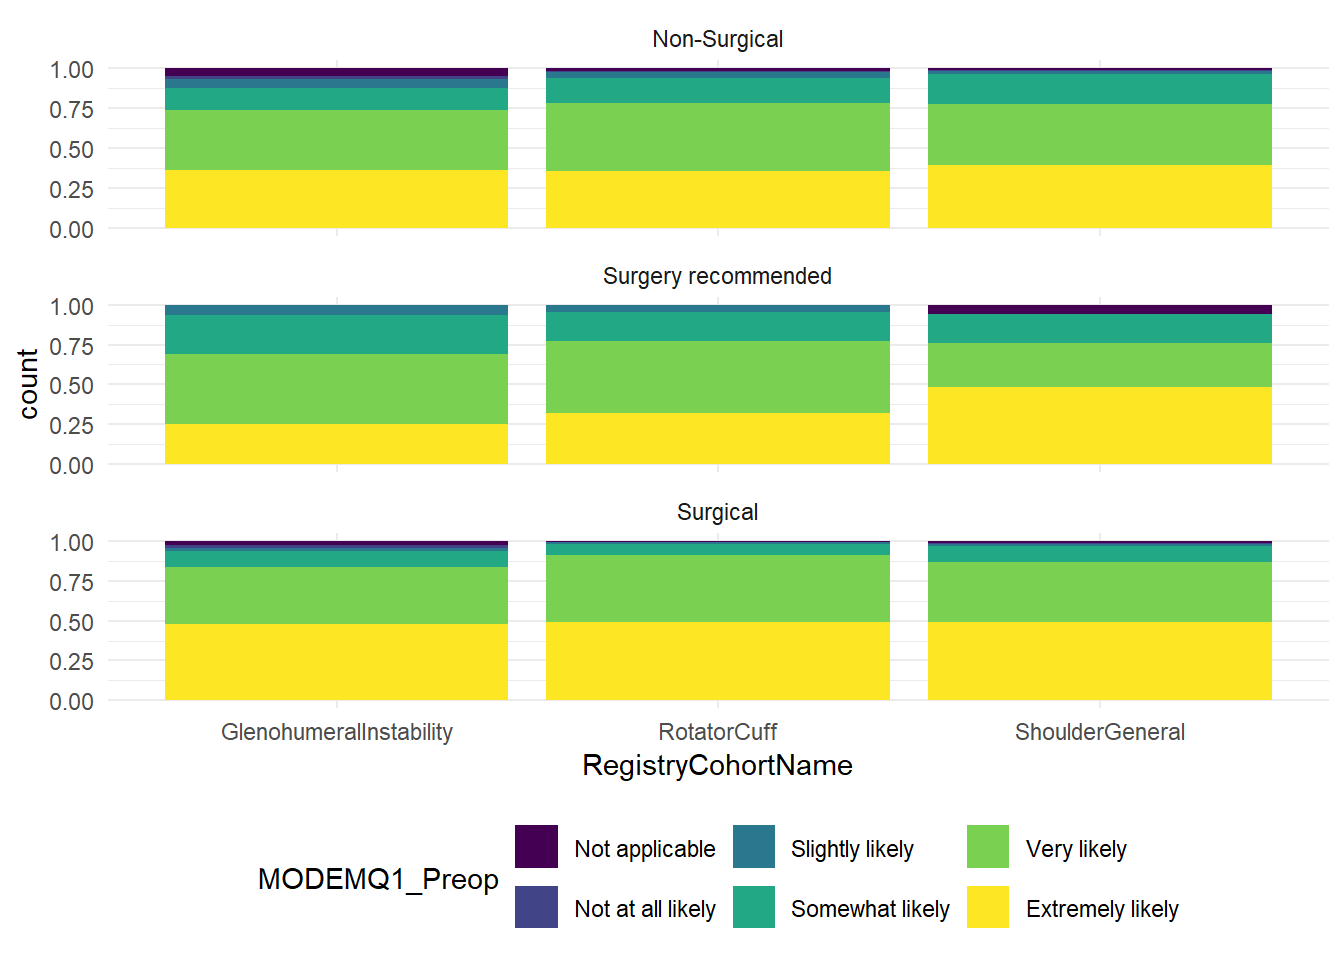 Non-Surgical
1.00
0.75
0.50
0.25
0.00
Surgery recommended
1.00
0.75
0.50
0.25
0.00
count
Surgical
1.00
0.75
0.50
0.25
0.00
GlenohumeralInstability RotatorCuff ShoulderGeneral
RegistryCohortName
MODEMQ1_Preop
Not applicable Slightly likely Very likely
Not at all likely Somewhat likely Extremely likely